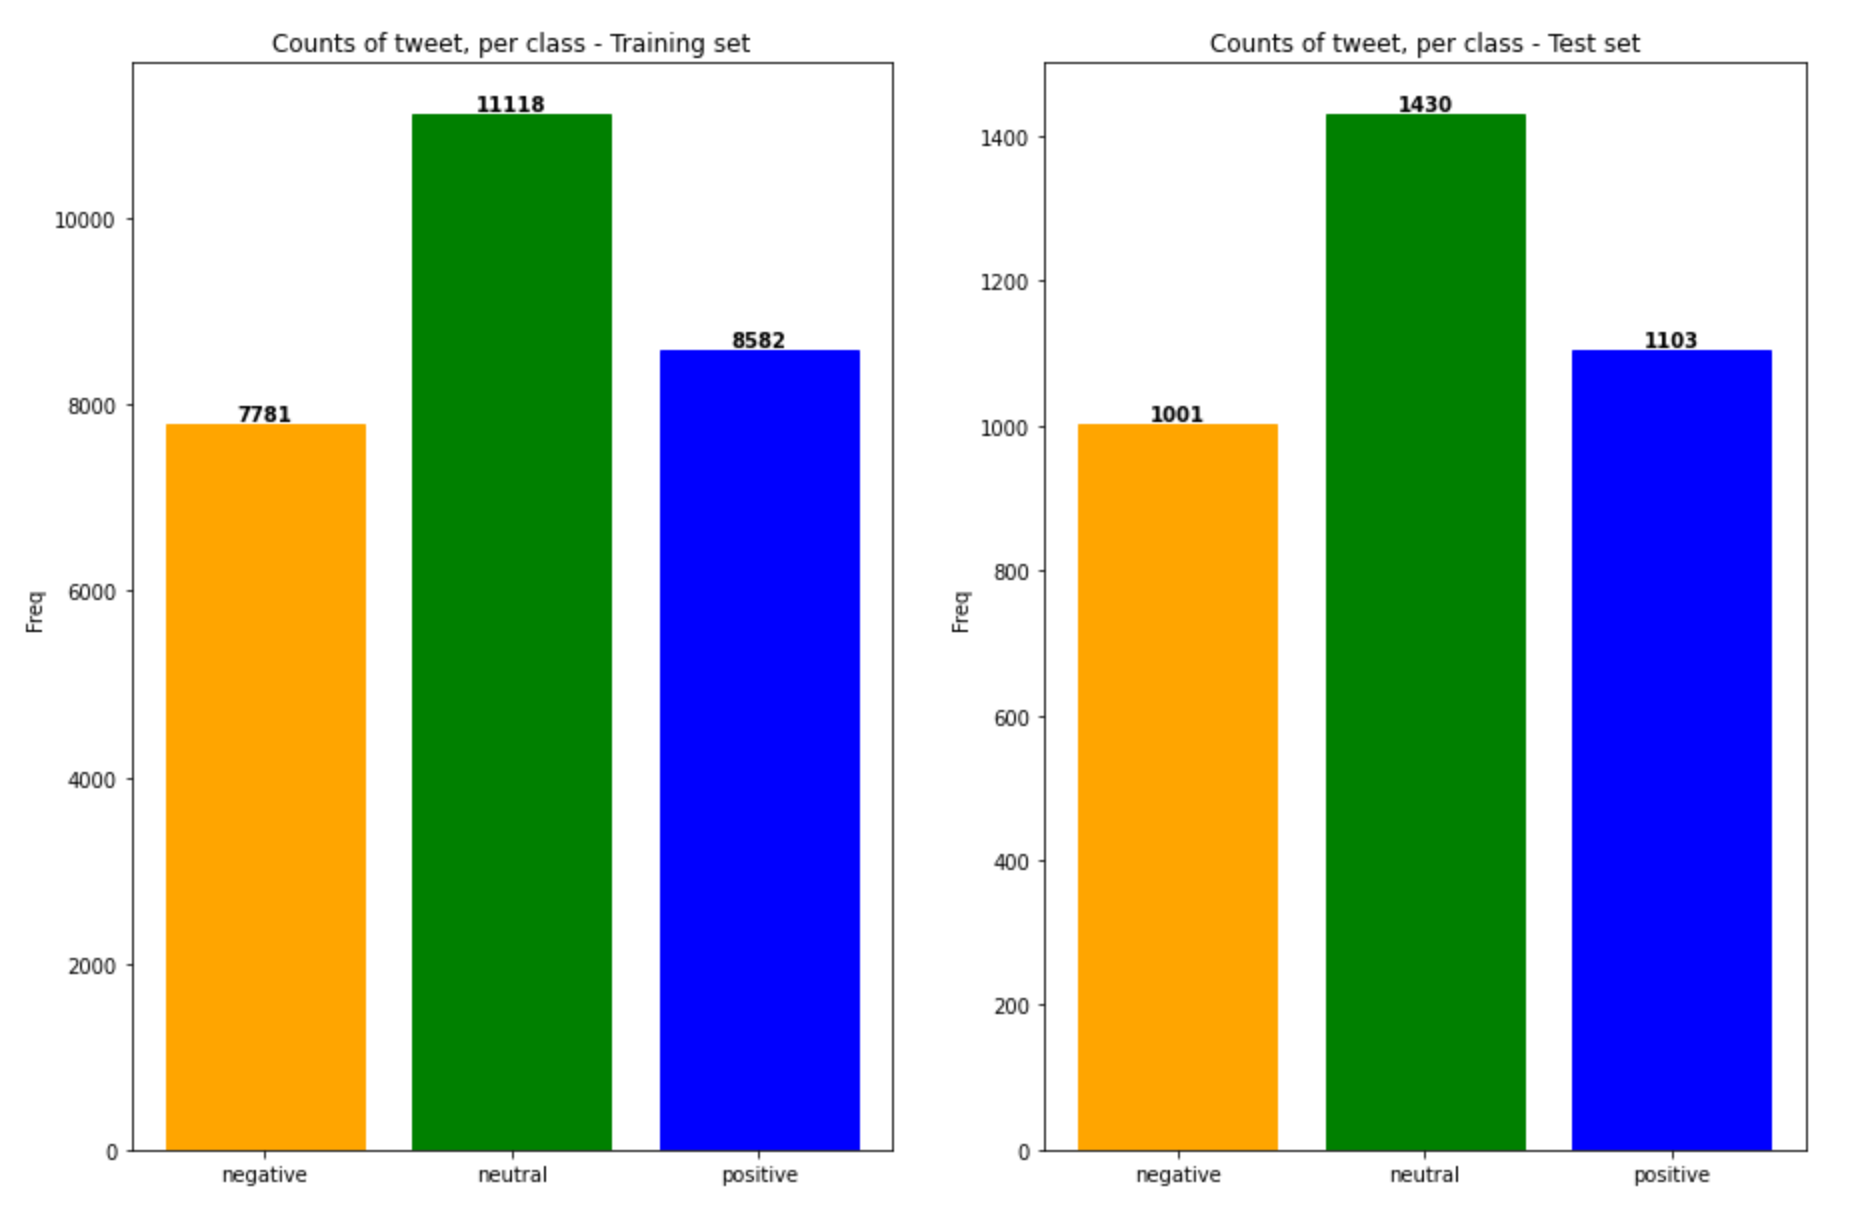 Counts of tweet, per class - Training set
11118
10000
8582
8000
7781
6000
Freq
4000
2000
0
negative
neutral
positive
Counts of tweet, per class - Test set
1430
1400
1200
1103
1001
1000
800
Freq
600
400
200
0
negative
neutral
positive